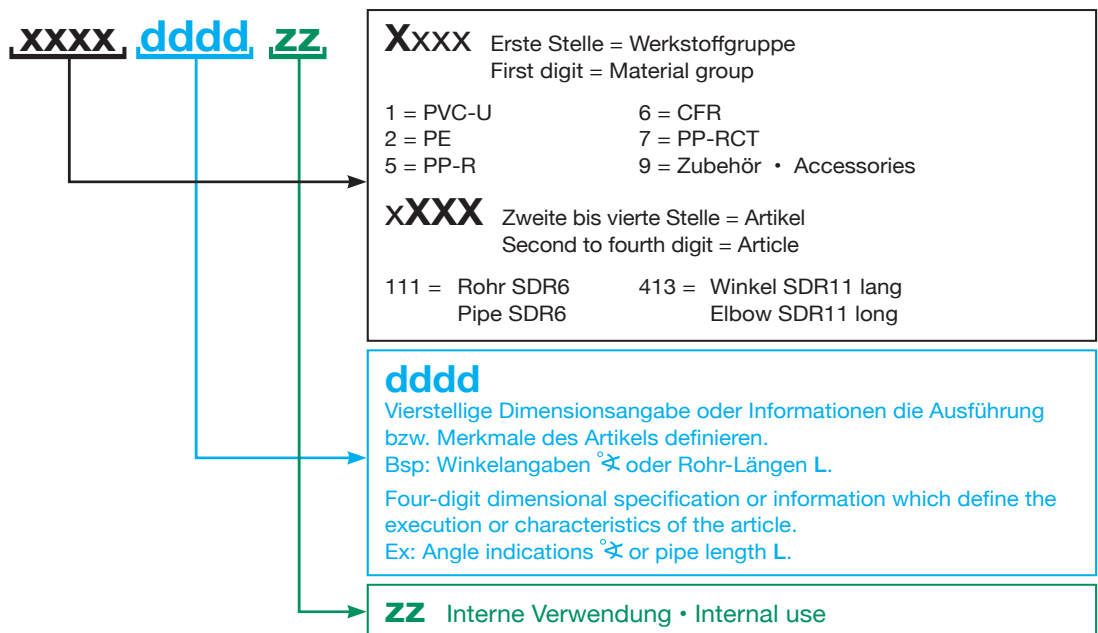 xxxx dddd zz
Xxxx Erste Stelle = Werkstoffgruppe
First digit = Material group
1 = PVC-U 6 = CFR
2 = PE 7 = PP-RCT
5 = PP-R 9 = Zubehör • Accessories
xXXX Zweite bis vierte Stelle = Artikel
Second to fourth digit = Article
111 = Rohr SDR6 413 = Winkel SDR11 lang
Pipe SDR6 Elbow SDR11 long
dddd
Vierstellige Dimensionsangabe oder Informationen die Ausführung
bzw. Merkmale des Artikels definieren.
Bsp: Winkelangaben °∢ oder Rohr-Längen L.
Four-digit dimensional specification or information which define the
execution or characteristics of the article.
Ex: Angle indications °∢ or pipe length L.
zz Interne Verwendung • Internal use